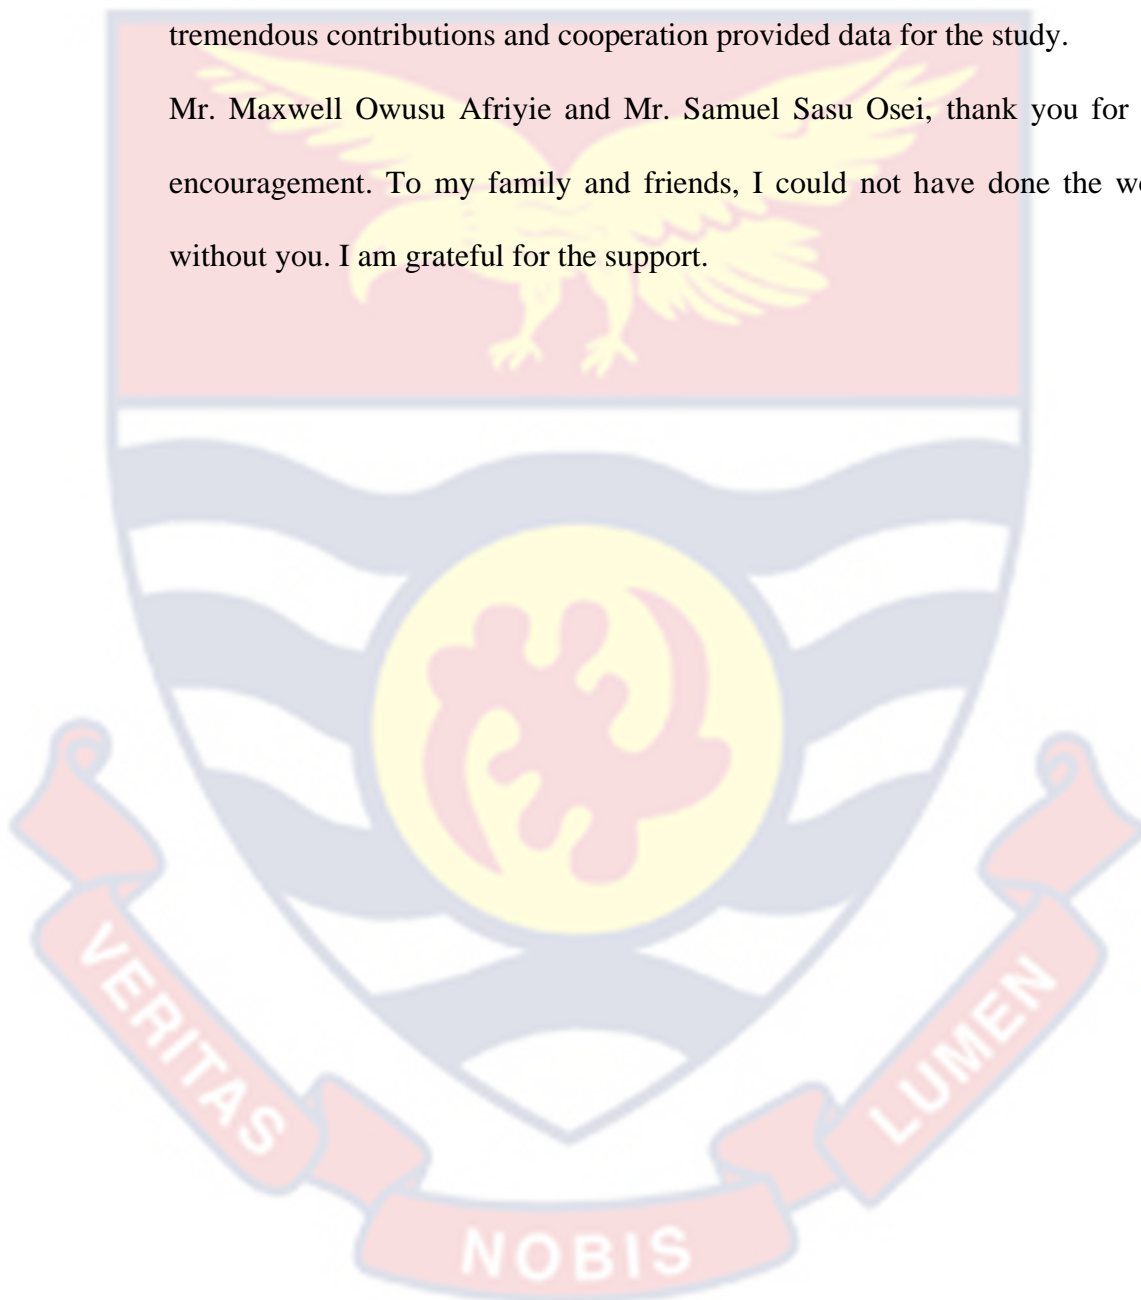 tremendous contributions and cooperation provided data for the study.
Mr. Maxwell Owusu Afriyie and Mr. Samuel Sasu Osei, thank you for
encouragement. To my family and friends, I could not have done the
without you. I am grateful for the support.
VERITAS
NOBIS
LUMEN